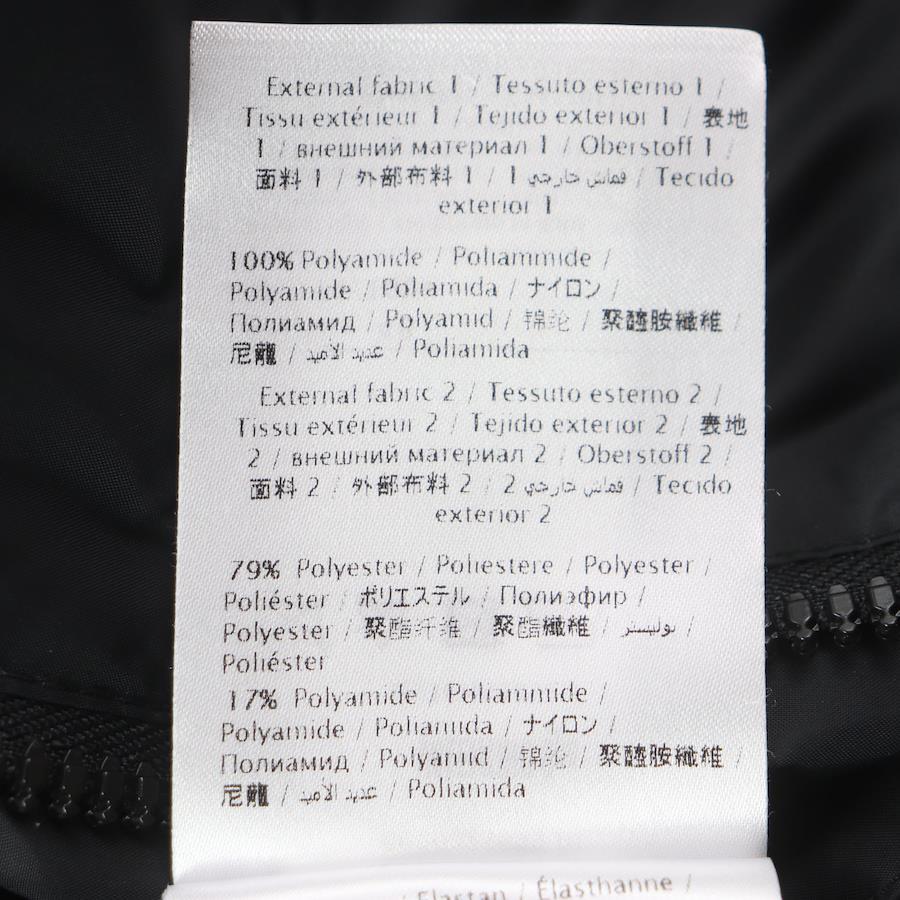 External fabric 1 / Tessuto esterno 1 /
Tissu extérieur 1 / Tejido exterior 1 / 表地
1 / внешний материал 1 / Oberstoff 1 /
面料 1 / 外部布料 1 / قماش خارجي 1 / Tecido
exterior 1
100% Polyamide / Poliammide /
Polyamide / Poliamida / ナイロン /
Полиамид / Polyamid / 锦纶 / 聚醯胺纖維 /
尼龍 / عديد الأميد / Poliamida
External fabric 2 / Tessuto esterno 2 /
Tissu extérieur 2 / Tejido exterior 2 / 表地
2 / внешний материал 2 / Oberstoff 2 /
面料 2 / 外部布料 2 / قماش خارجي 2 / Tecido
exterior 2
79% Polyester / Poliestere / Polyester /
Poliéster / ポリエステル / Полиэфир /
Polyester / 聚酯纤维 / 聚酯纖維 / بوليستر /
Poliéster
17% Polyamide / Poliammide /
Polyamide / Poliamida / ナイロン /
Полиамид / Polyamid / 锦纶 / 聚醯胺纖維 /
尼龍 / عديد الأميد / Poliamida
/ Elastan / Élasthanne /